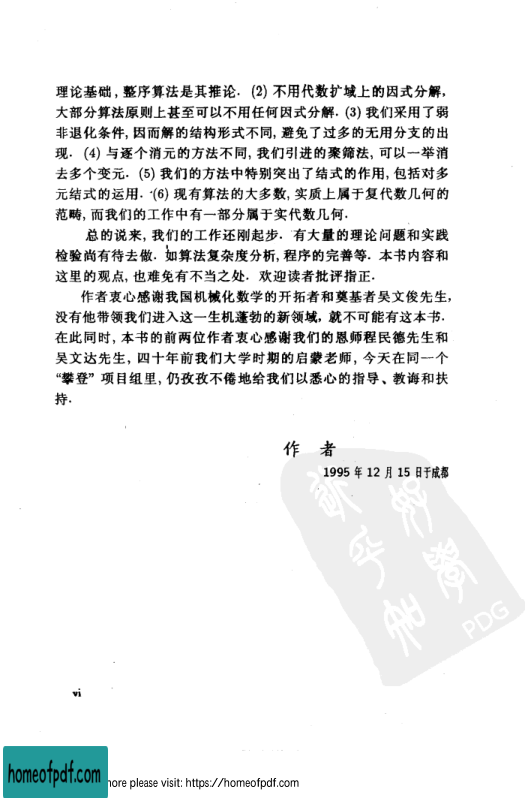 理论基础, 整序算法是其推论. (2) 不用代数扩域上的因式分解,
大部分算法原则上甚至可以不用任何因式分解. (3) 我们采用了弱
非退化条件, 因而解的结构形式不同, 避免了过多的无用分支的出
现. (4) 与逐个消元的方法不同, 我们引进的聚筛法, 可以一举消
去多个变元. (5) 我们的方法中特别突出了结式的作用, 包括对多
元结式的运用. (6) 现有算法的大多数, 实质上属于复代数几何的
范畴, 而我们的工作中有一部分属于实代数几何.
总的说来, 我们的工作还刚起步. 有大量的理论问题和实践
检验尚有待去做. 如算法复杂度分析, 程序的完善等. 本书内容和
这里的观点, 也难免有不当之处. 欢迎读者批评指正.
作者衷心感谢我国机械化数学的开拓者和奠基者吴文俊先生,
没有他带领我们进入这一生机蓬勃的新领域, 就不可能有这本书.
在此同时, 本书的前两位作者衷心感谢我们的恩师程民德先生和
吴文达先生, 四十年前我们大学时期的启蒙老师, 今天在同一个
“攀登” 项目组里, 仍孜孜不倦地给我们以悉心的指导、教诲和扶
持.
作 者
1995 年 12 月 15 日于成都
PDG
vi
homeofpdf.com
more please visit: https://homeofpdf.com